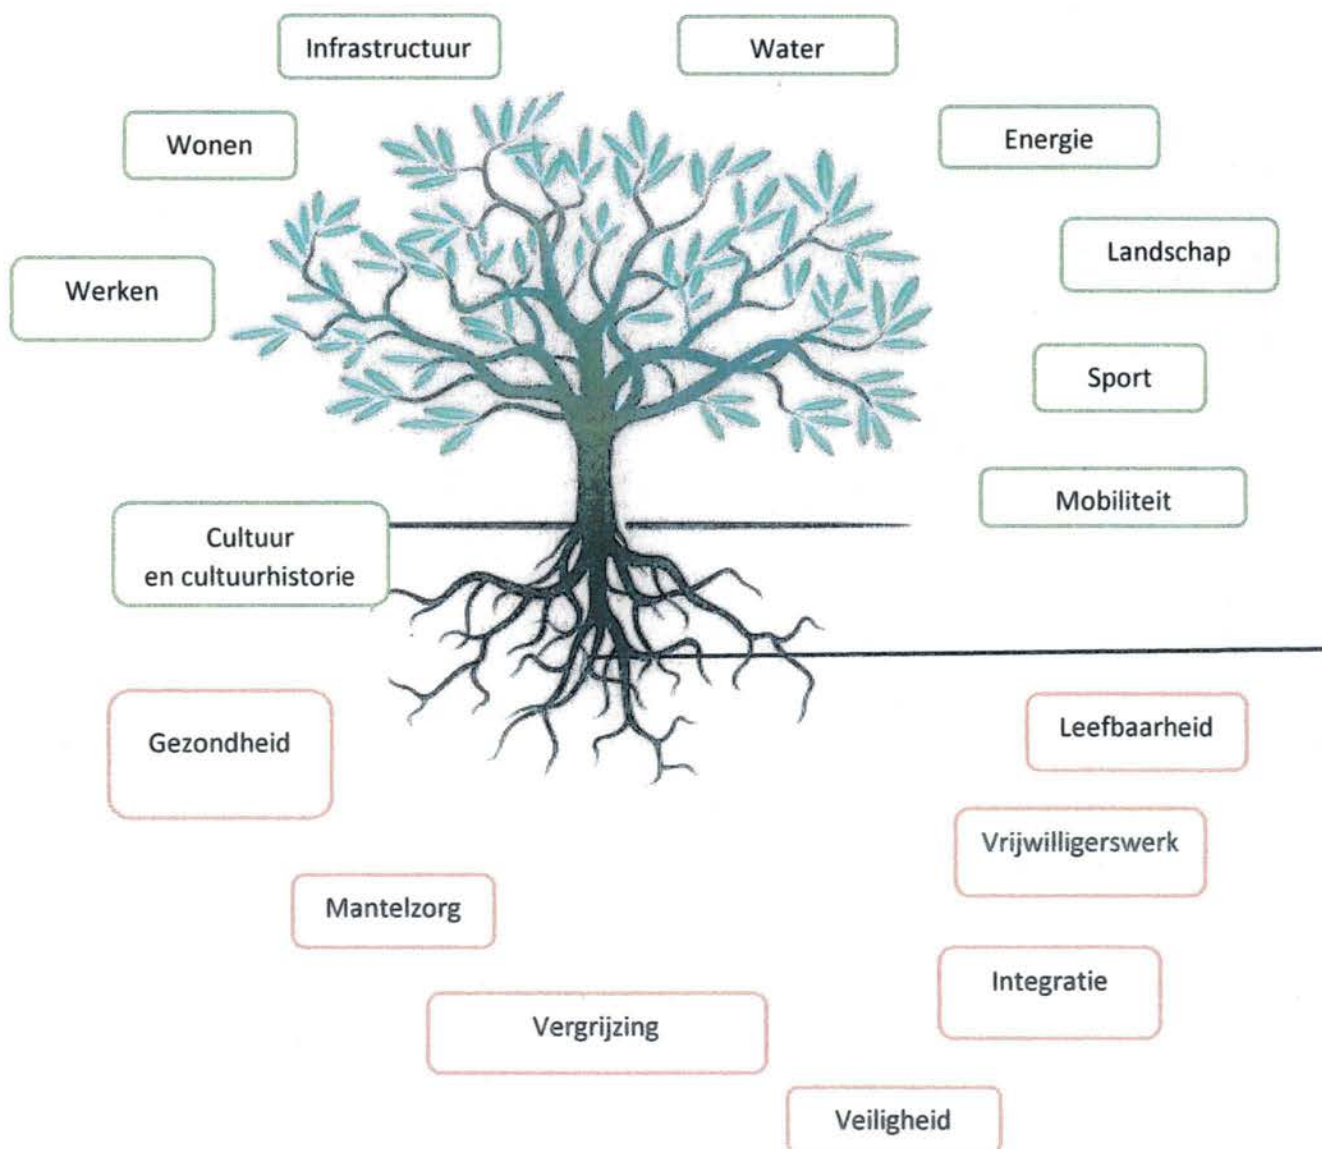 Infrastructuur
Water
Wonen
Energie
Landschap
Werken
Sport
Mobiliteit
Cultuur
en cultuurhistorie
Gezondheid
Leefbaarheid
Vrijwilligerswerk
Mantelzorg
Integratie
Vergrijzing
Veiligheid